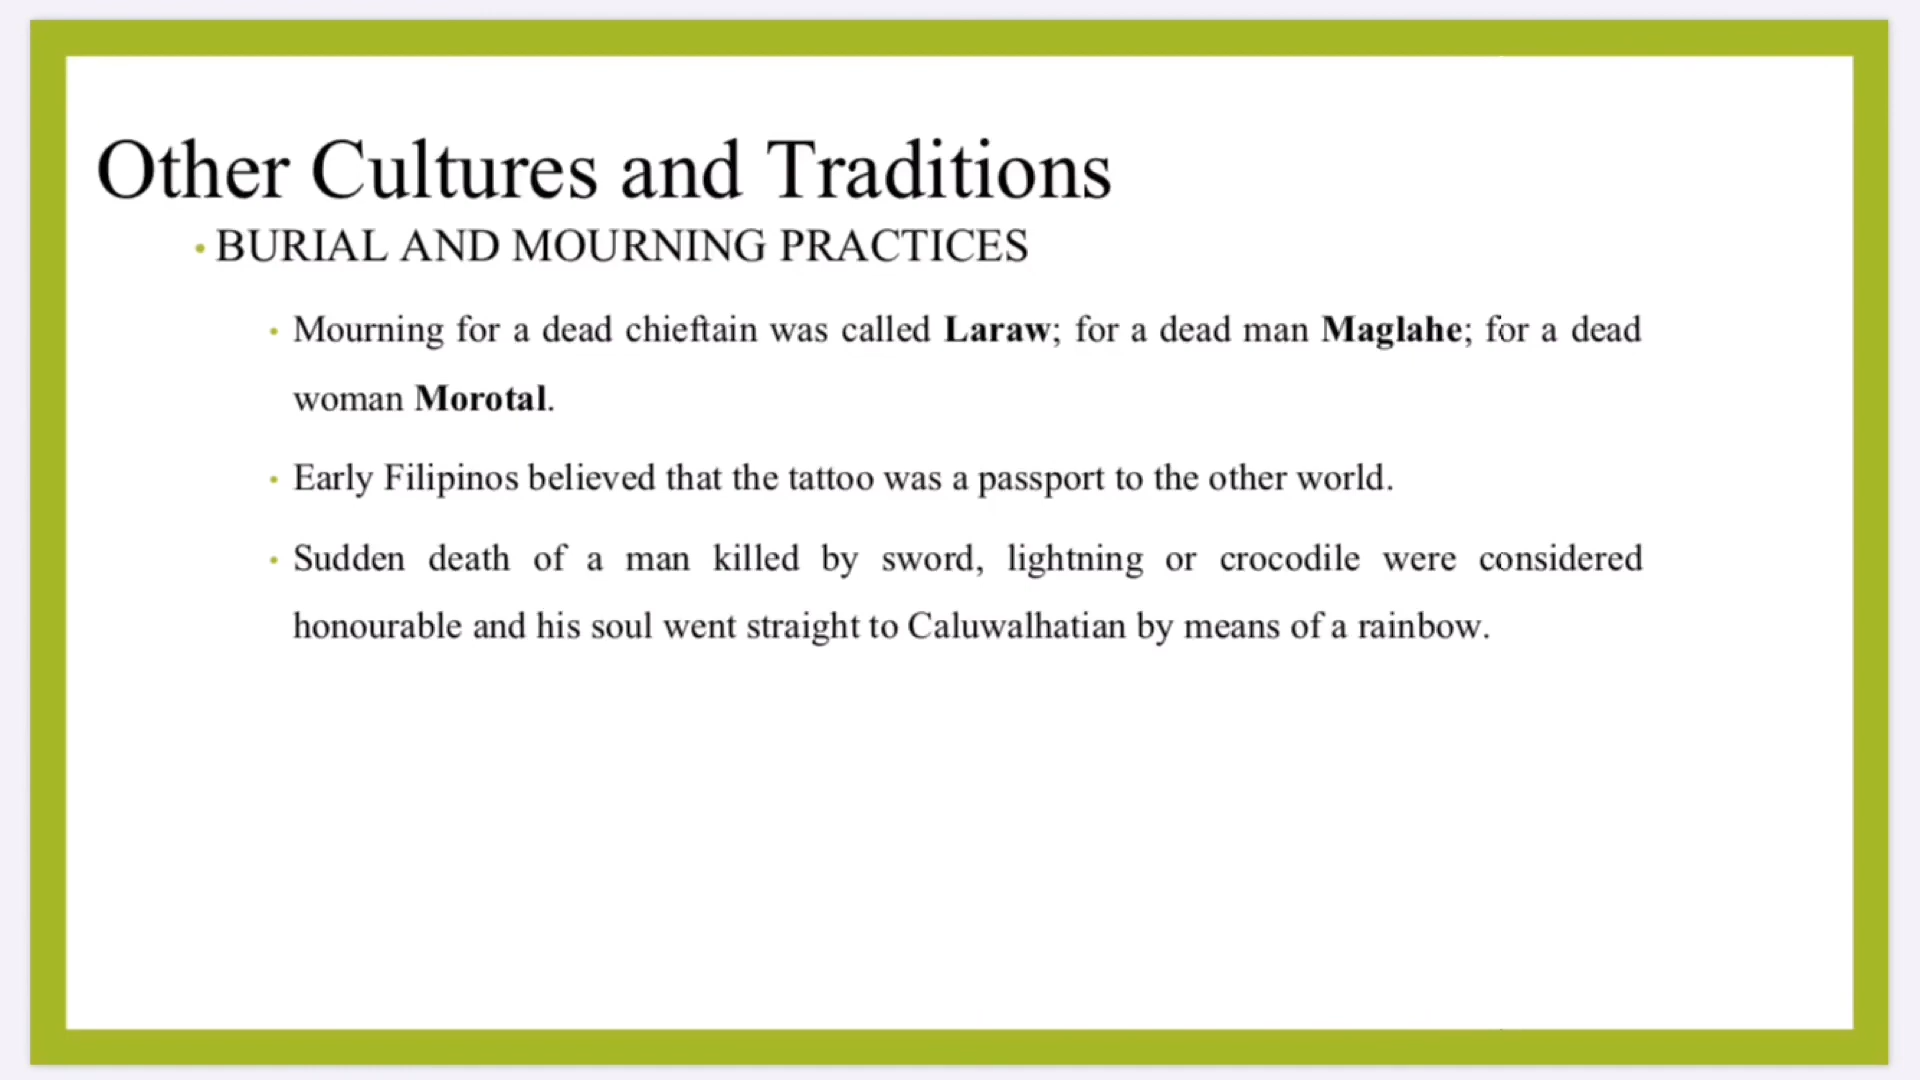 Other Cultures and Traditions
• BURIAL AND MOURNING PRACTICES
• Mourning for a dead chieftain was called Laraw; for a dead man Maglahe; for a dead
woman Morotal.
• Early Filipinos believed that the tattoo was a passport to the other world.
• Sudden death of a man killed by sword, lightning or crocodile were considered
honourable and his soul went straight to Caluwalhatian by means of a rainbow.